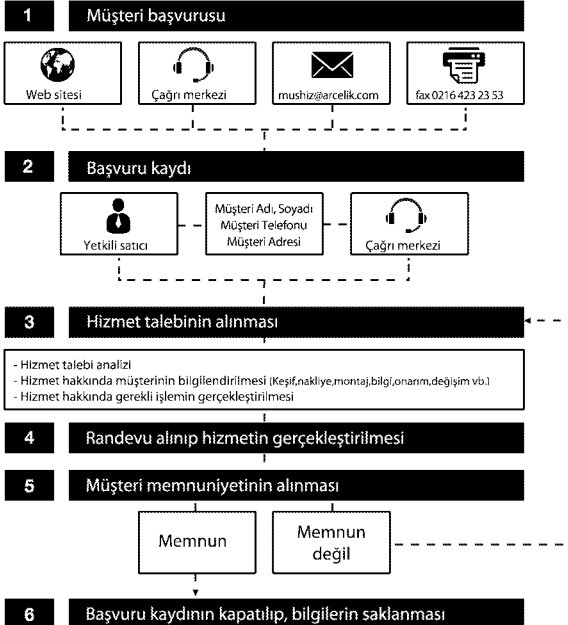 1 Müşteri başvurusu
Web sitesi
Çağrı merkezi
mushiz@arcelik.com
fax 0216 423 23 53
2 Başvuru kaydı
Yetkili satıcı
Müşteri Adı, Soyadı
Müşteri Telefonu
Müşteri Adresi
Çağrı merkezi
3 Hizmet talebinin alınması
- Hizmet talebi analizi
- Hizmet hakkında müşterinin bilgilendirilmesi (Keşif,nakliye,montaj,bilgi,onarım,değişim vb.)
- Hizmet hakkında gerekli işlemin gerçekleştirilmesi
4 Randevu alınıp hizmetin gerçekleştirilmesi
5 Müşteri memnuniyetinin alınması
Memnun
Memnun
değil
6 Başvuru kaydının kapatılıp, bilgilerin saklanması